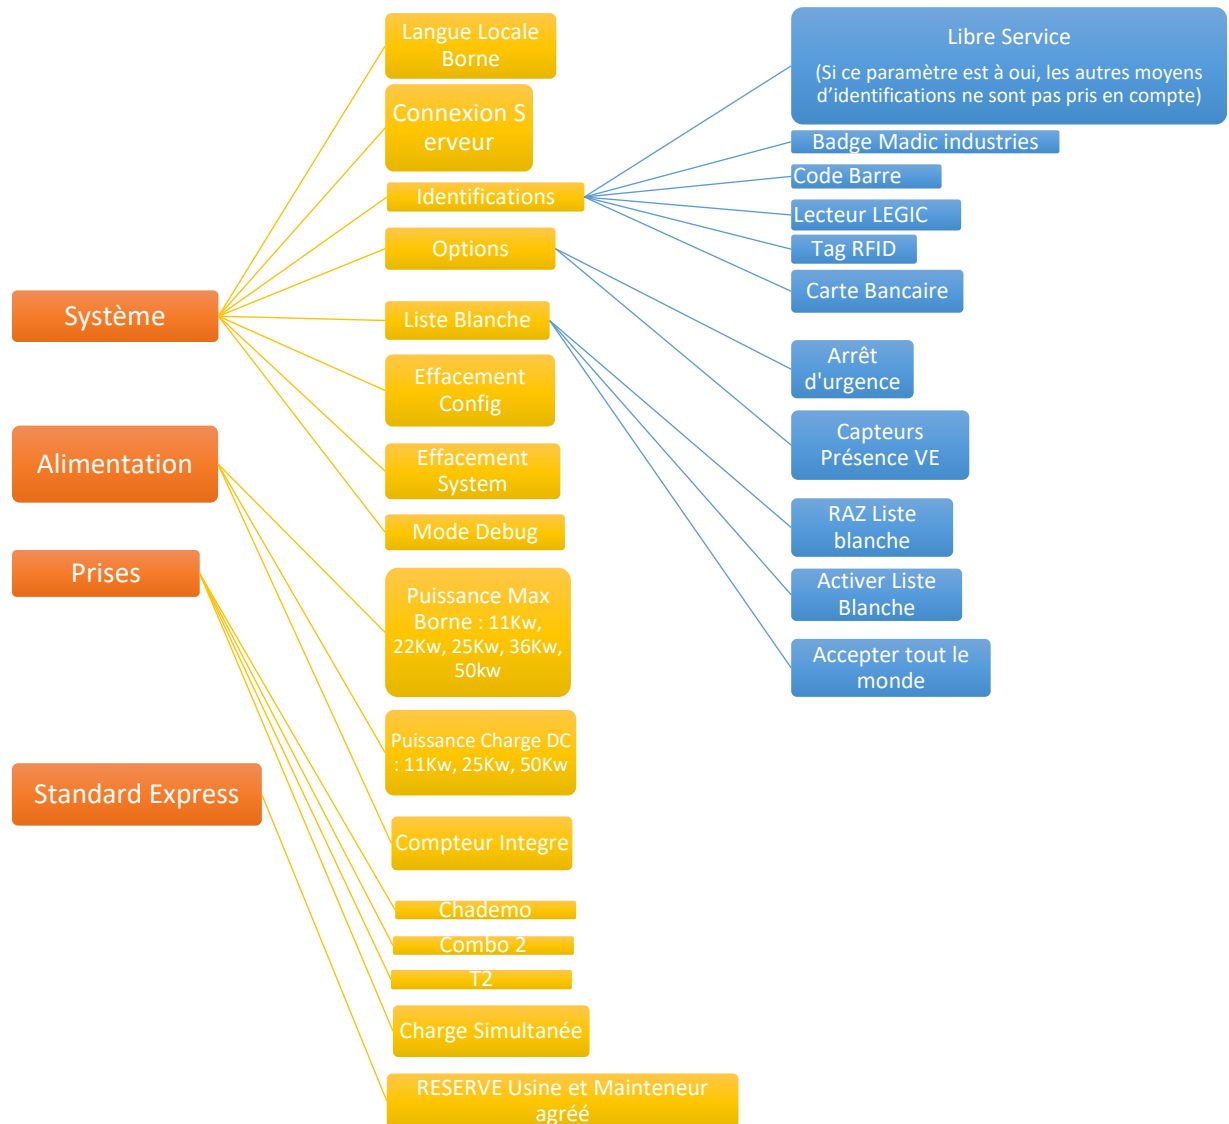 Système
Alimentation
Prises
Standard Express
Langue Locale
Borne
Connexion S
erveur
Identifications
Options
Liste Blanche
Effacement
Config
Effacement
System
Mode Debug
Puissance Max
Borne : 11Kw,
22Kw, 25Kw, 36Kw,
50kw
Puissance Charge DC
: 11Kw, 25Kw, 50Kw
Compteur Integre
Chademo
Combo 2
T2
Charge Simultanée
RESERVE Usine et Mainteneur
agréé
Libre Service
(Si ce paramètre est à oui, les autres moyens
d’identifications ne sont pas pris en compte)
Badge Madic industries
Code Barre
Lecteur LEGIC
Tag RFID
Carte Bancaire
Arrêt
d'urgence
Capteurs
Présence VE
RAZ Liste
blanche
Activer Liste
Blanche
Accepter tout le
monde